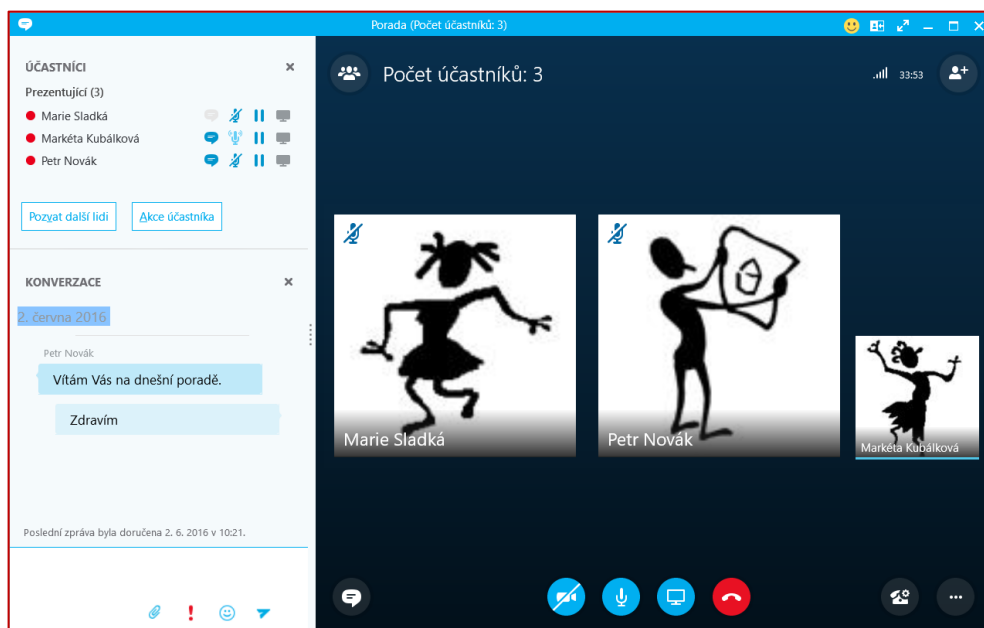 Porada (Počet účastníků: 3)
ÚČASTNÍCI
Prezentující (3)
Marie Sladká
Markéta Kubálková
Petr Novák
Pozvat další lidi
Akce účastníka
KONVERZACE
2. června 2016
Petr Novák
Vítám Vás na dnešní poradě.
Zdravím
Poslední zpráva byla doručena 2. 6. 2016 v 10:21.
Počet účastníků: 3
33:53
Marie Sladká
Petr Novák
Markéta Kubálková